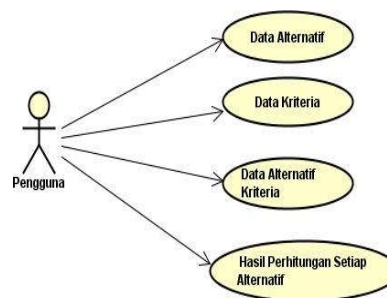 Data Alternatif
Data Kriteria
Pengguna
Data Alternatif
Kriteria
Hasil Perhitungan Setiap
Alternatif